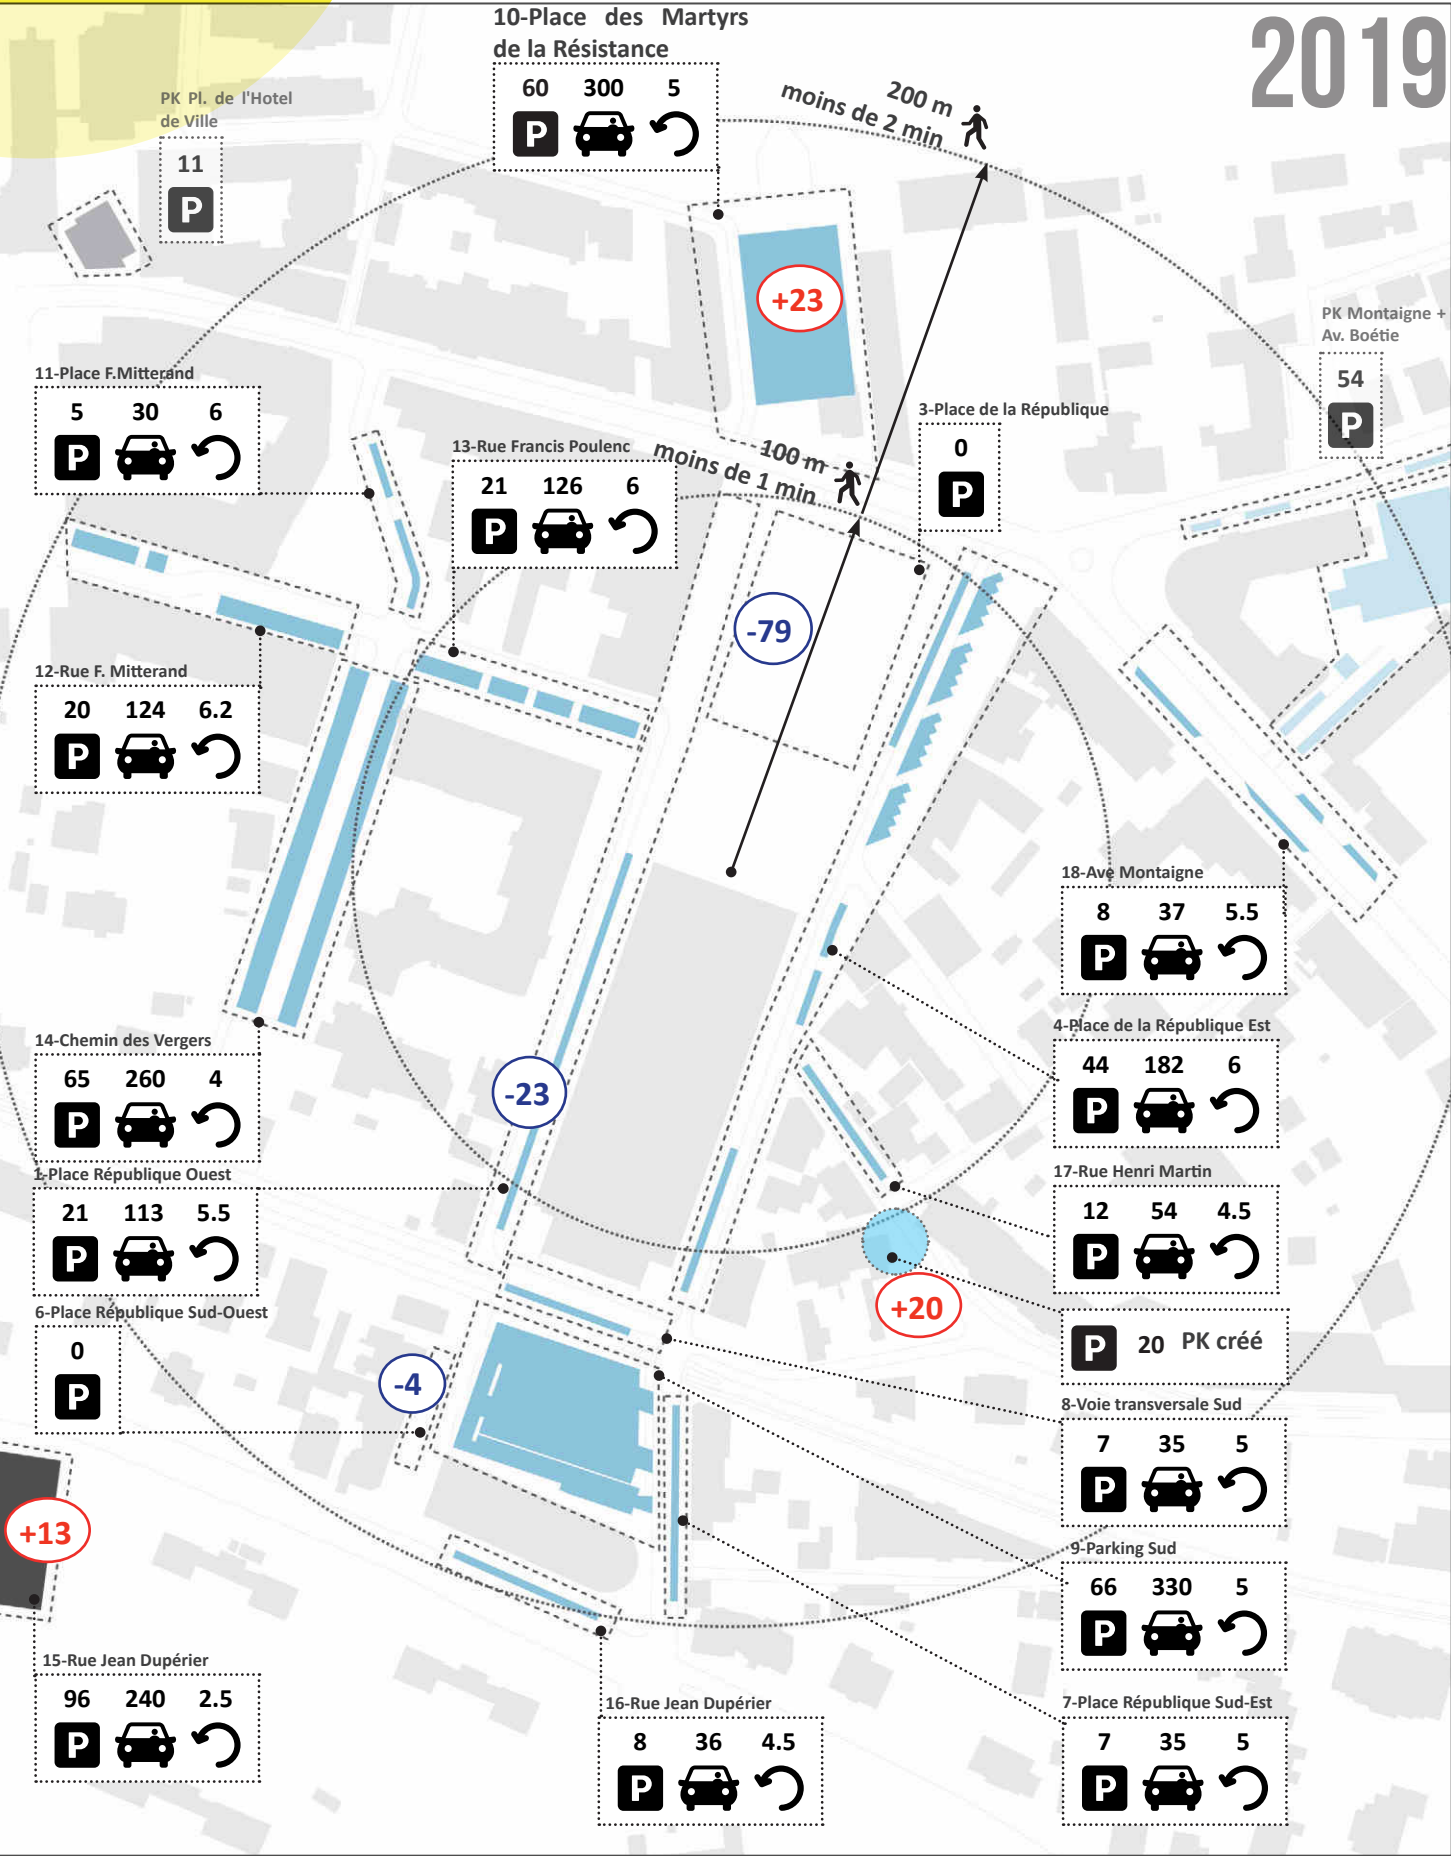 2019
10-Place des Martyrs
de la Résistance
60 300 5
P
200 m
moins de 2 min
PK Pl. de l'Hotel
de Ville
11
P
+23
PK Montaigne +
Av. Boétie
54
P
11-Place F.Mitterand
5 30 6
P
13-Rue Francis Poulenc
21 126 6
P
100 m
moins de 1 min
3-Place de la République
0
P
-79
12-Rue F. Mitterand
20 124 6.2
P
18-Ave Montaigne
8 37 5.5
P
14-Chemin des Vergers
65 260 4
P
-23
4-Place de la République Est
44 182 6
P
1-Place République Ouest
21 113 5.5
P
17-Rue Henri Martin
12 54 4.5
P
+20
P 20 PK créé
6-Place République Sud-Ouest
0
P
-4
8-Voie transversale Sud
7 35 5
P
+13
9-Parking Sud
66 330 5
P
15-Rue Jean Dupérier
96 240 2.5
P
16-Rue Jean Dupérier
8 36 4.5
P
7-Place République Sud-Est
7 35 5
P